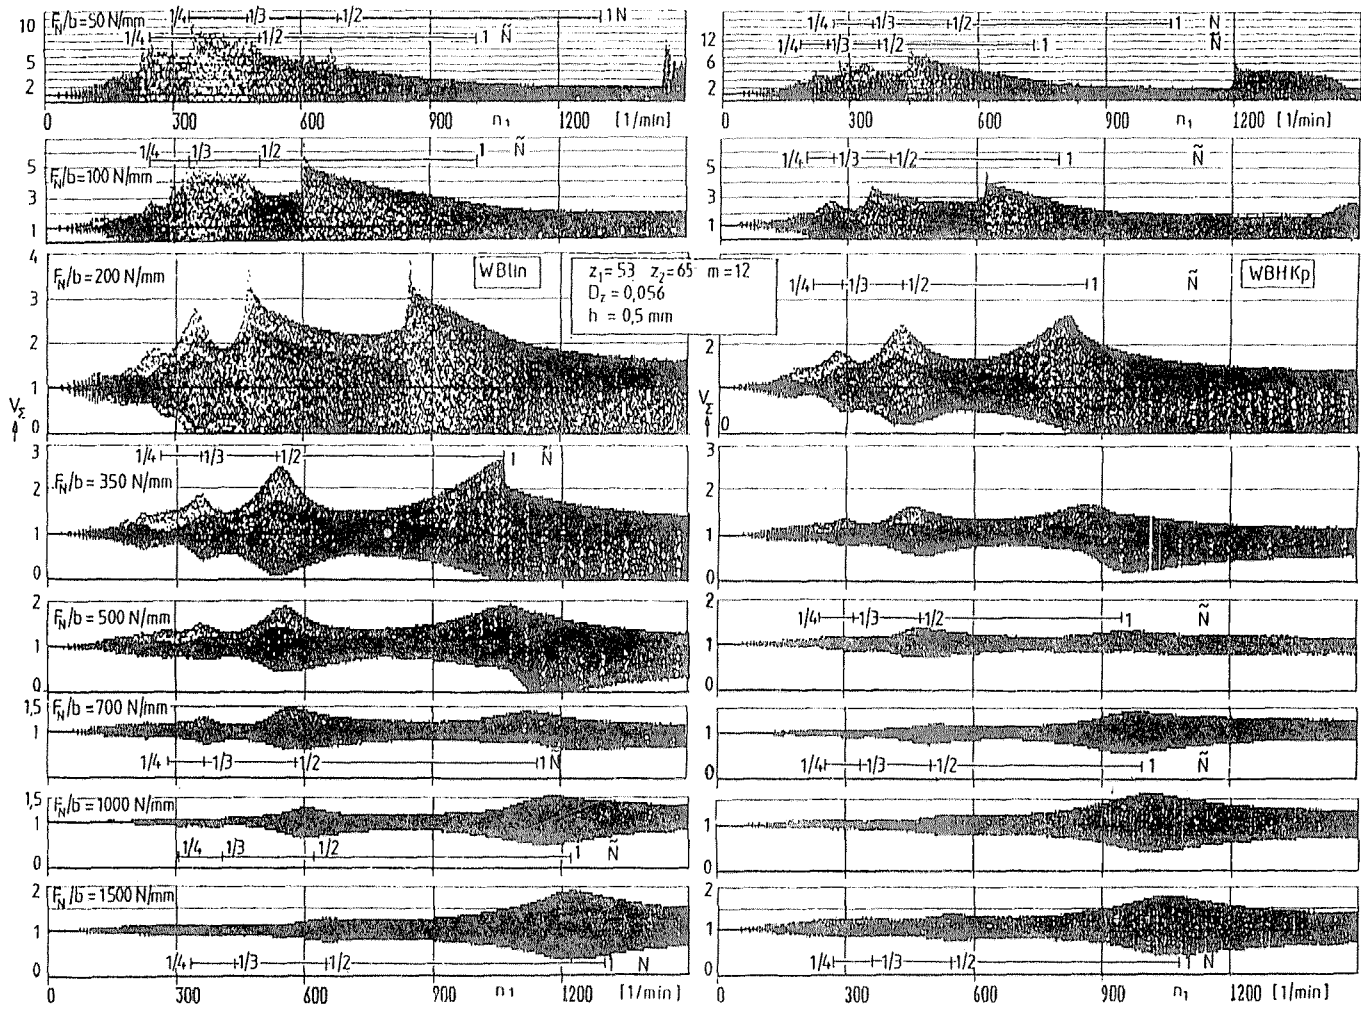 F_N/b=50 N/mm 1/4 1/3 1/2 1 N
1/4 1/2 1 Ñ
10
5
2
0 300 600 900 n₁ 1200 [1/min]
1/4 1/3 1/2 1 N
1/4 1/3 1/2 1 Ñ
12
6
2
0 300 600 900 n₁ 1200 [1/min]
1/4 1/3 1/2 1 Ñ
F_N/b=100 N/mm
5
3
1
1/4 1/3 1/2 1 Ñ
5
3
1
F_N/b=200 N/mm
WBlin
4
3
2
1
V_Σ
0
z₁=53 z₂=65 m=12
D_z=0,056
h=0,5 mm
1/4 1/3 1/2 1 Ñ
WBHKp
2
1
V_Σ
0
1/4 1/3 1/2 1 Ñ
F_N/b=350 N/mm
3
2
1
0
3
2
1
0
F_N/b=500 N/mm
2
1
0
1/4 1/3 1/2 1 Ñ
2
1
0
F_N/b=700 N/mm
1,5
1
0
1/4 1/3 1/2 1 Ñ
1
0
1/4 1/3 1/2 1 Ñ
F_N/b=1000 N/mm
1,5
1
0
1/4 1/3 1/2 1 Ñ
1
0
F_N/b=1500 N/mm
2
1
0
1/4 1/3 1/2 1 N
0 300 600 900 n₁ 1200 [1/min]
2
1
0
1/4 1/3 1/2 1 N
0 300 600 900 n₁ 1200 [1/min]